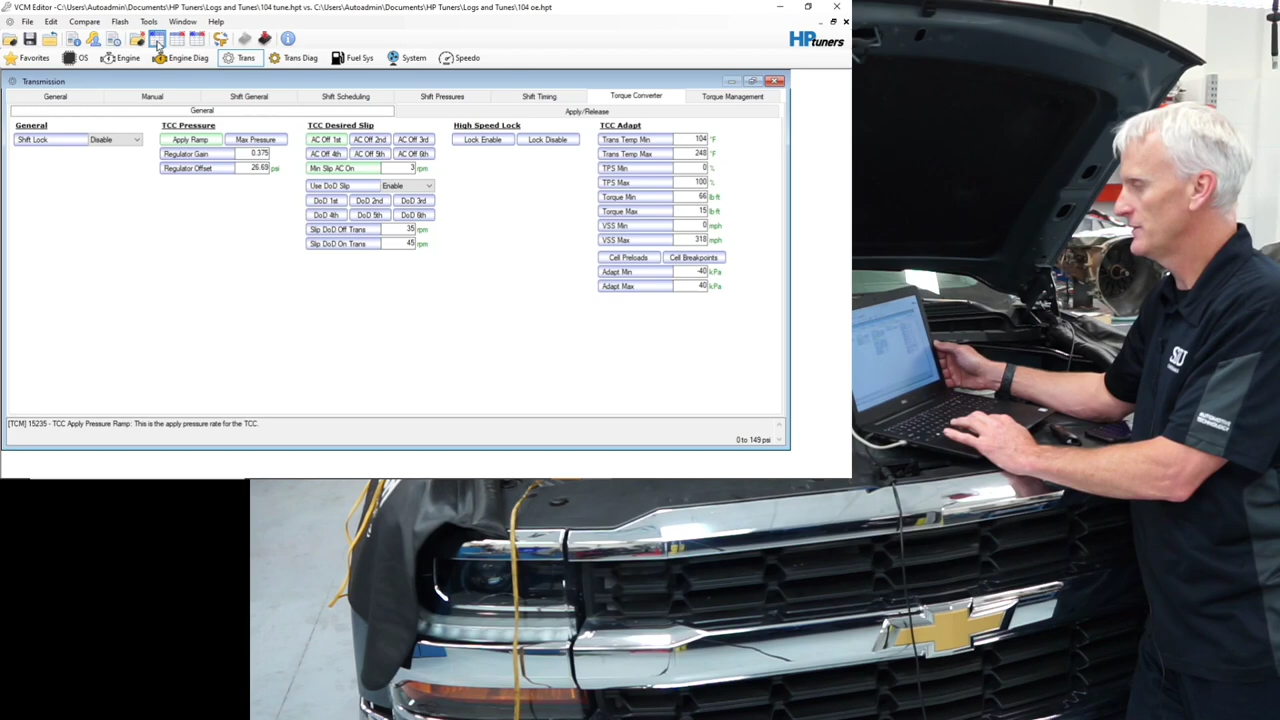 VCM Editor -C:\Users\Autoadmin\Documents\HP Tuners\Logs and Tunes\104 tune.hpt vs. C:\Users\Autoadmin\Documents\HP Tuners\Logs and Tunes\104 oe.hpt
File Edit Compare Flash Tools Window Help
HPtuners
Favorites OS Engine Engine Diag Trans Trans Diag Fuel Sys System Speedo
Transmission
General Manual Shift General Shift Scheduling Shift Pressures Shift Timing Torque Converter Torque Management
General Apply/Release
General
Shift Lock Disable
TCC Pressure
Apply Ramp Max Pressure
Regulator Gain 0.375
Regulator Offset 26.69 psi
TCC Desired Slip
AC Off 1st AC Off 2nd AC Off 3rd
AC Off 4th AC Off 5th AC Off 6th
Min Slip AC On 3 rpm
Use DoD Slip Enable
DoD 1st DoD 2nd DoD 3rd
DoD 4th DoD 5th DoD 6th
Slip DoD Off Trans 35 rpm
Slip DoD On Trans 45 rpm
High Speed Lock
Lock Enable Lock Disable
TCC Adapt
Trans Temp Min 104 °F
Trans Temp Max 248 °F
TPS Min 0 %
TPS Max 100 %
Torque Min 66 lb·ft
Torque Max 15 lb·ft
VSS Min 0 mph
VSS Max 318 mph
Cell Preloads Cell Breakpoints
Adapt Min -40 kPa
Adapt Max 40 kPa
[TCM] 15235 - TCC Apply Pressure Ramp: This is the apply pressure rate for the TCC.
0 to 149 psi
SIU
AUTOMOTIVE
TECHNOLOGY